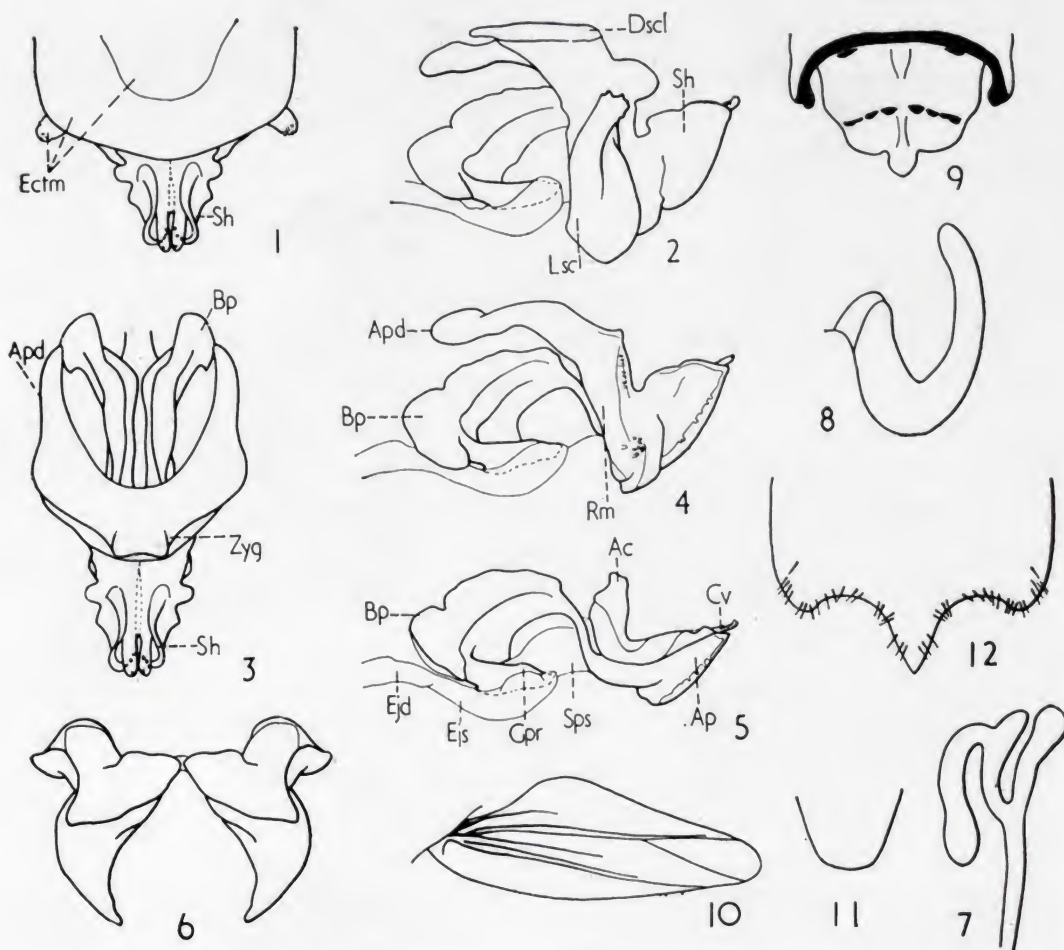 Ectm
Sh
1
Dscl
Sh
Lsc
2
9
Apd
Bp
Zyg
Sh
3
Apd
Bp
Rm
4
8
Ac
Cv
Bp
Ejd
Ejs
Gpr
Sps
Ap
5
12
6
10
11
7